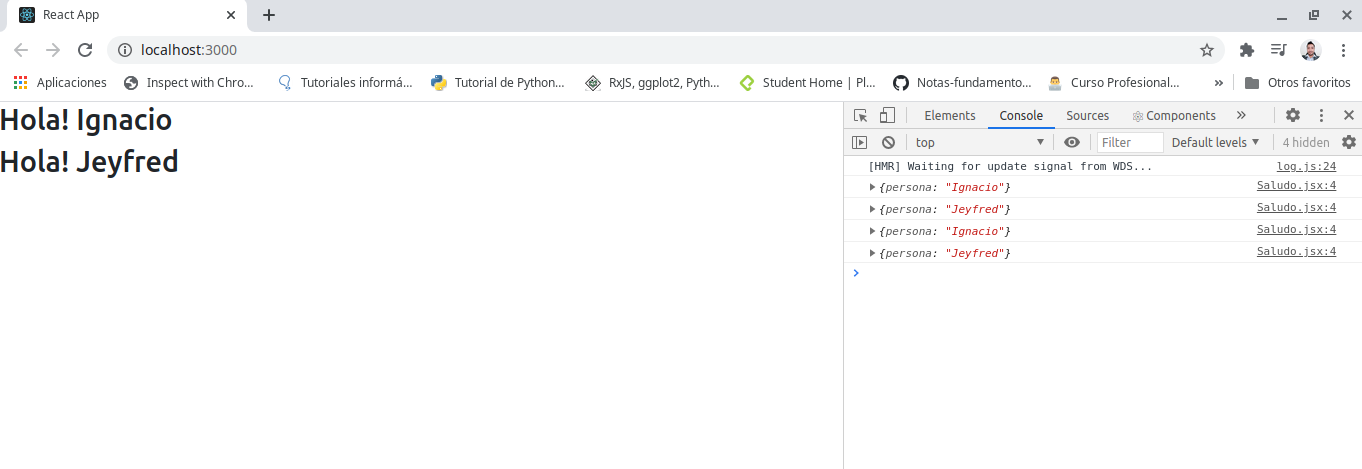 React App
localhost:3000
Aplicaciones
Inspect with Chro...
Tutoriales informá...
Tutorial de Python...
RxJS, ggplot2, Pyth...
Student Home | Pl...
Notas-fundamento...
Curso Profesional...
»
Otros favoritos
Hola! Ignacio
Hola! Jeyfred
Elements
Console
Sources
Components
»
top
Filter
Default levels
4 hidden
[HMR] Waiting for update signal from WDS... log.js:24
{persona: "Ignacio"} Saludo.jsx:4
{persona: "Jeyfred"} Saludo.jsx:4
{persona: "Ignacio"} Saludo.jsx:4
{persona: "Jeyfred"} Saludo.jsx:4